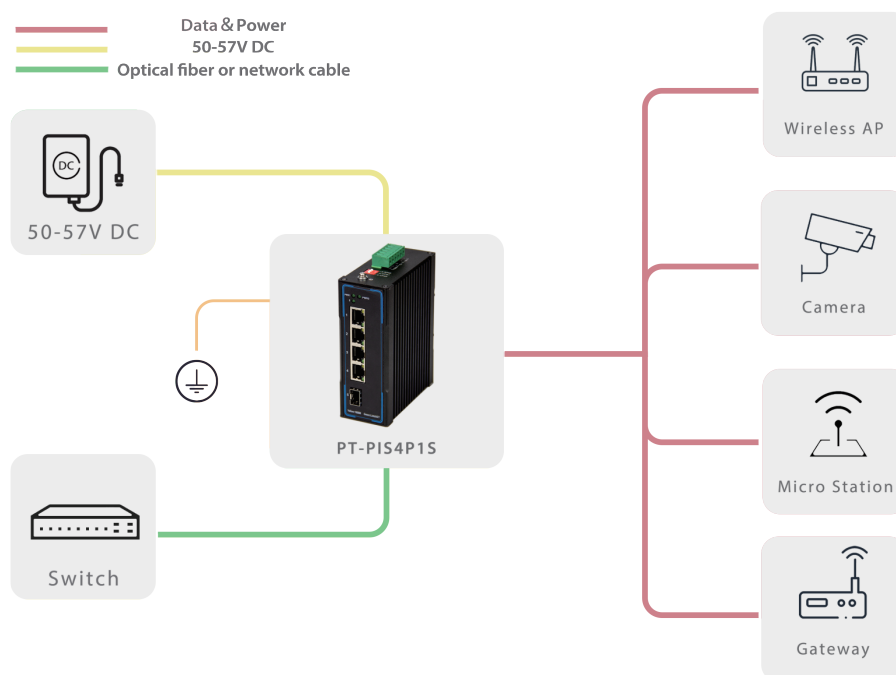 Data & Power
50-57V DC
Optical fiber or network cable
DC
50-57V DC
Wireless AP
Camera
PT-PIS4P1S
Micro Station
Switch
Gateway